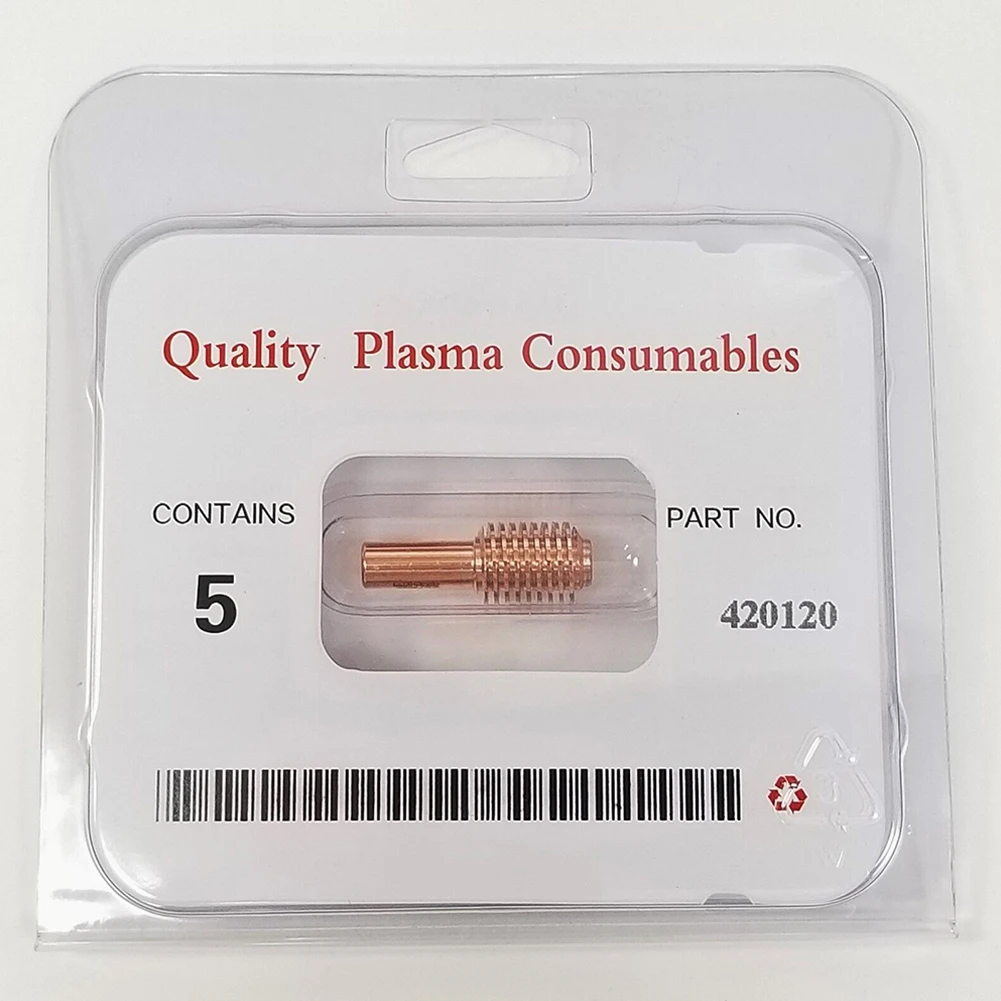 Quality Plasma Consumables
CONTAINS
5
PART NO.
420120